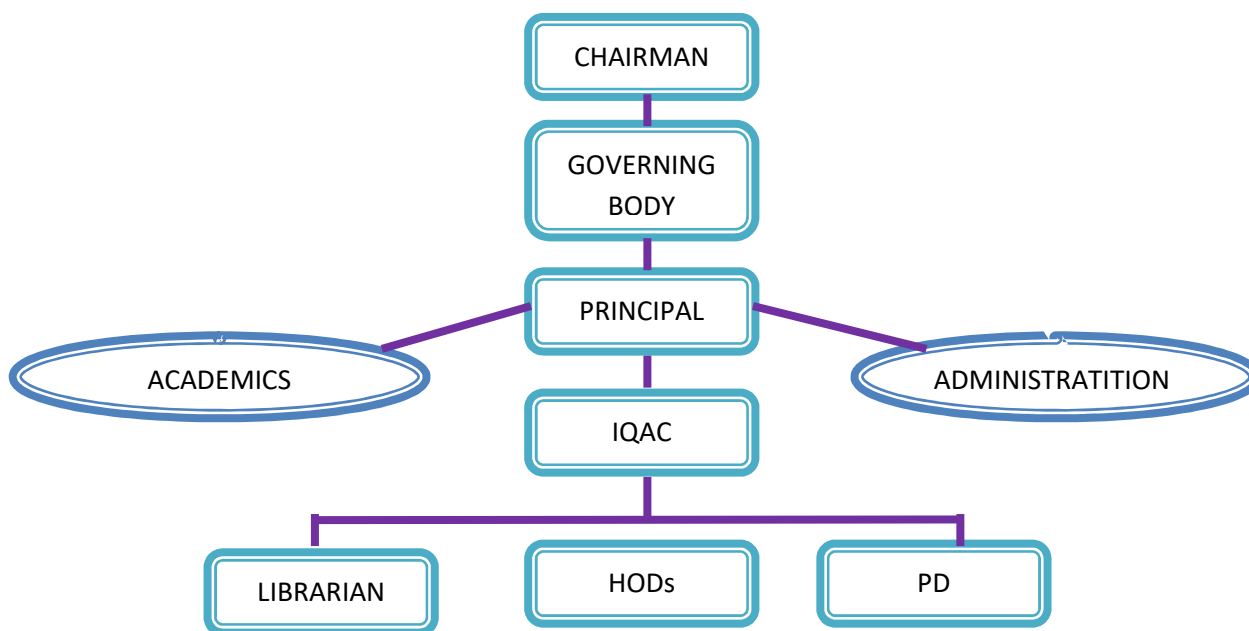 CHAIRMAN
GOVERNING
BODY
PRINCIPAL
ACADEMICS
ADMINISTRATITION
IQAC
LIBRARIAN
HODs
PD